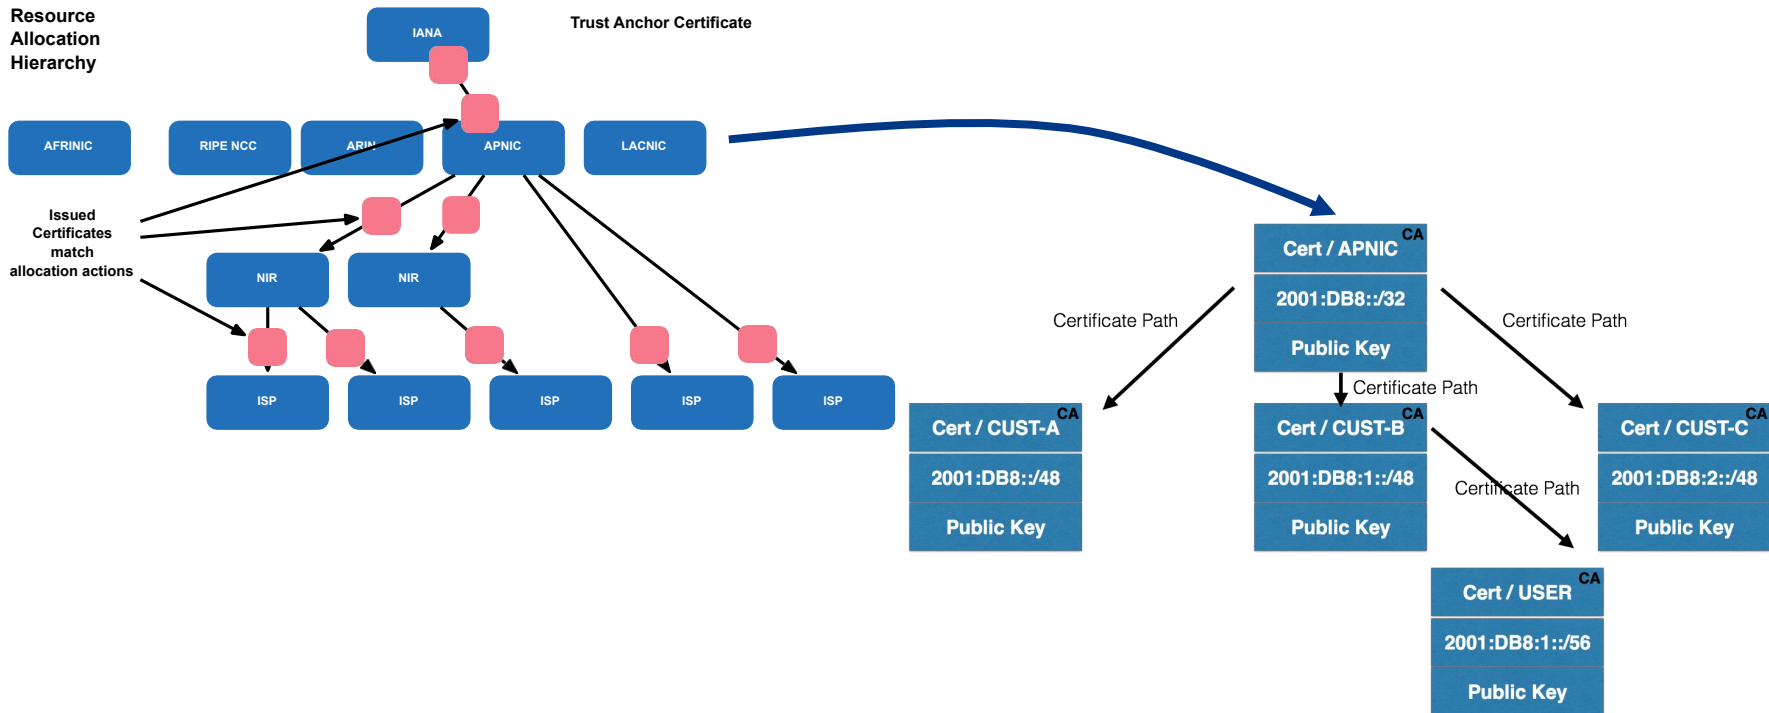 Resource
Allocation
Hierarchy
IANA
Trust Anchor Certificate
AFRINIC
RIPE NCC
ARIN
APNIC
LACNIC
Issued
Certificates
match
allocation actions
NIR
NIR
ISP
ISP
ISP
ISP
ISP
CA
Cert / APNIC
2001:DB8::/32
Public Key
Certificate Path
Certificate Path
Certificate Path
CA
Cert / CUST-A
2001:DB8::/48
Public Key
CA
Cert / CUST-B
2001:DB8:1::/48
Public Key
Certificate Path
CA
Cert / CUST-C
2001:DB8:2::/48
Public Key
CA
Cert / USER
2001:DB8:1::/56
Public Key